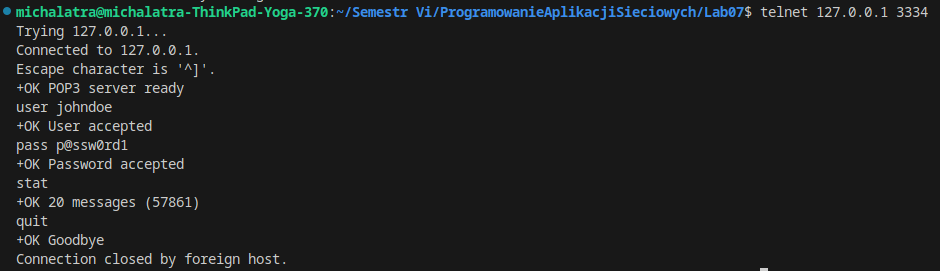 michalatra@michalatra-ThinkPad-Yoga-370:~/Semestr Vi/ProgramowanieAplikacjiSieciowych/Lab07$ telnet 127.0.0.1 3334
Trying 127.0.0.1...
Connected to 127.0.0.1.
Escape character is '^]'.
+OK POP3 server ready
user johndoe
+OK User accepted
pass p@ssw0rd1
+OK Password accepted
stat
+OK 20 messages (57861)
quit
+OK Goodbye
Connection closed by foreign host.